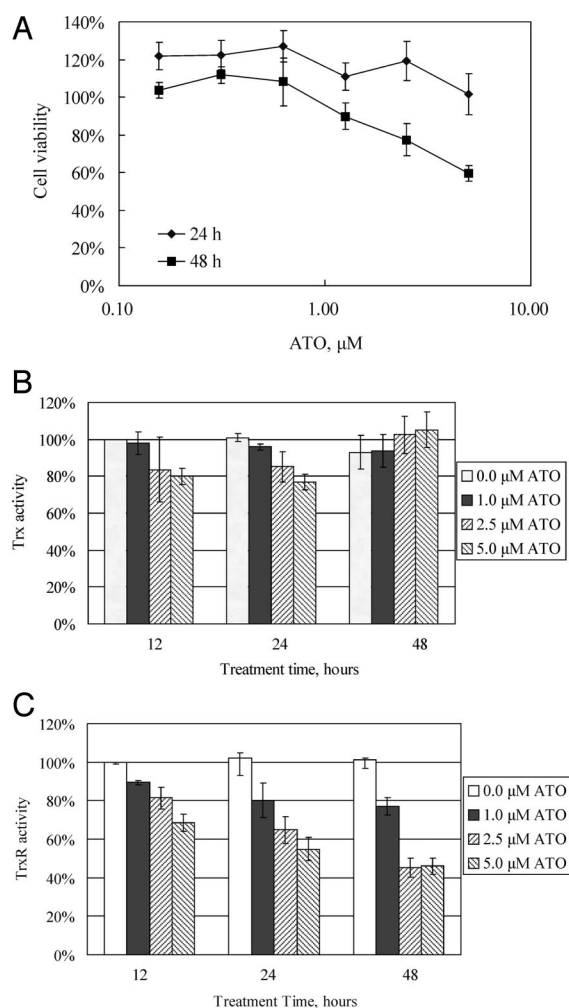 A
140%
120%
100%
80%
60%
40%
20%
0%
Cell viability
24 h
48 h
0.10 1.00 10.00
ATO, μM
B
120%
100%
80%
60%
40%
20%
0%
Trx activity
0.0 μM ATO
1.0 μM ATO
2.5 μM ATO
5.0 μM ATO
12 24 48
Treatment time, hours
C
120%
100%
80%
60%
40%
20%
0%
TrxR activity
0.0 μM ATO
1.0 μM ATO
2.5 μM ATO
5.0 μM ATO
12 24 48
Treatment Time, hours